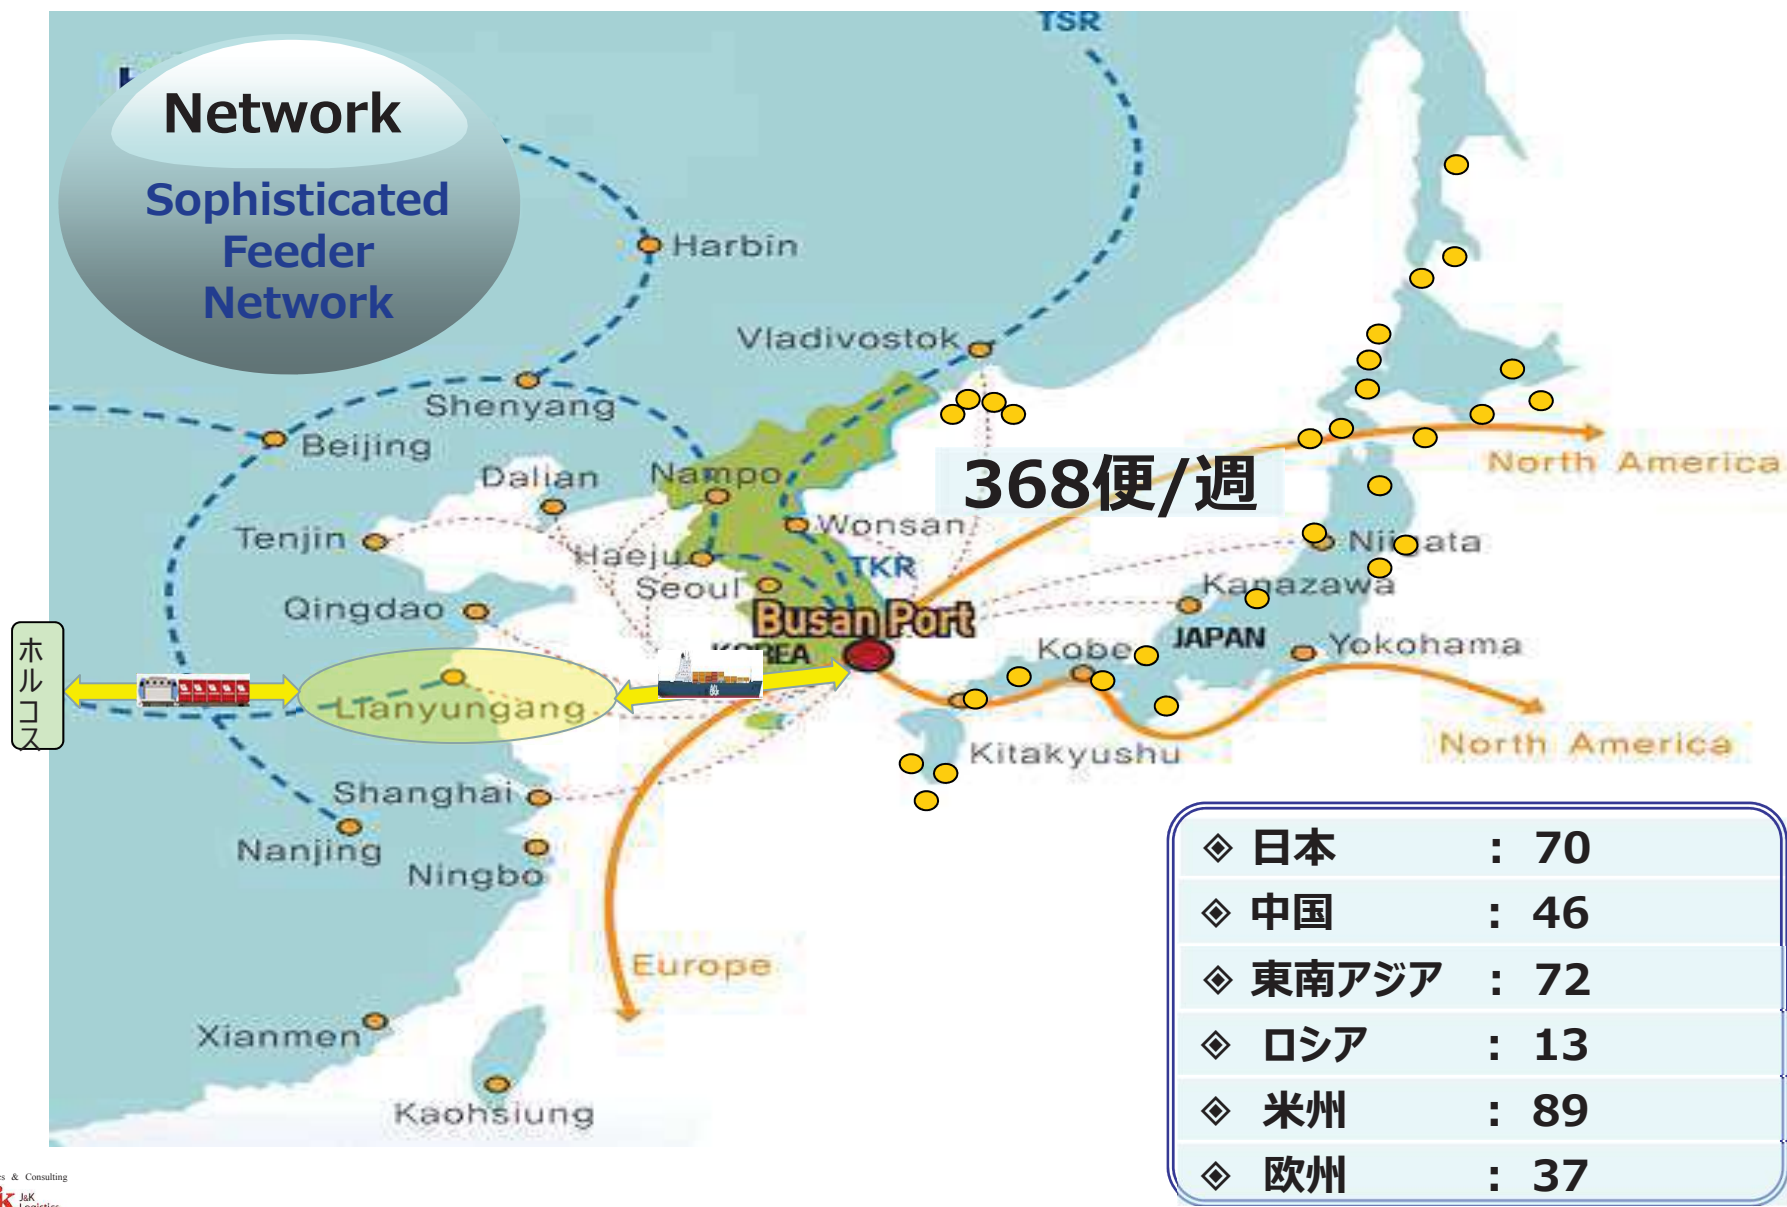 TSR
Network
Sophisticated
Feeder
Network
Harbin
Vladivostok
Shenyang
Beijing
Dalian
Nampo
368便/週
North America
Tenjin
Wonsan
Niigata
Haeju
TKR
Seoul
Kanazawa
Qingdao
Busan Port
ホルコス
KOREA
Kobe
JAPAN
Yokohama
Lianyungang
Kitakyushu
North America
Shanghai
Nanjing
Ningbo
Europe
Xianmen
Kaohsiung
◈ 日本 : 70
◈ 中国 : 46
◈ 東南アジア : 72
◈ ロシア : 13
◈ 米州 : 89
◈ 欧州 : 37
& Consulting
J&K
Logistics